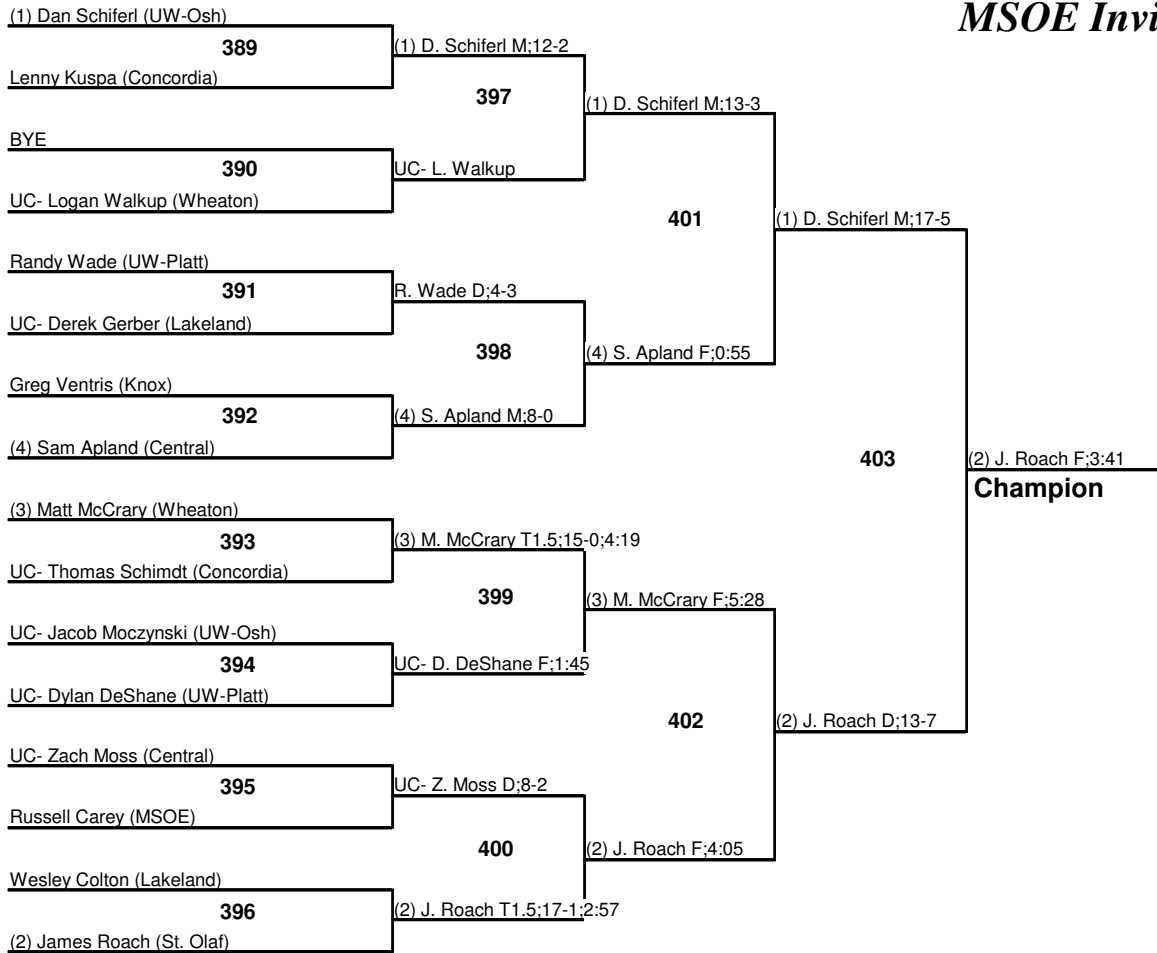 MSOE Invi
(1) Dan Schiferl (UW-Osh)
389
Lenny Kuspa (Concordia)
(1) D. Schiferl M;12-2
397
(1) D. Schiferl M;13-3
BYE
390
UC- L. Walkup
UC- Logan Walkup (Wheaton)
401
(1) D. Schiferl M;17-5
Randy Wade (UW-Platt)
391
R. Wade D;4-3
UC- Derek Gerber (Lakeland)
398
(4) S. Apland F;0:55
Greg Ventris (Knox)
392
(4) S. Apland M;8-0
(4) Sam Apland (Central)
403
(2) J. Roach F;3:41
Champion
(3) Matt McCrary (Wheaton)
393
(3) M. McCrary T1.5;15-0;4:19
UC- Thomas Schimdt (Concordia)
399
(3) M. McCrary F;5:28
UC- Jacob Moczynski (UW-Osh)
394
UC- D. DeShane F;1:45
UC- Dylan DeShane (UW-Platt)
402
(2) J. Roach D;13-7
UC- Zach Moss (Central)
395
UC- Z. Moss D;8-2
Russell Carey (MSOE)
400
(2) J. Roach F;4:05
Wesley Colton (Lakeland)
396
(2) J. Roach T1.5;17-1;2:57
(2) James Roach (St. Olaf)